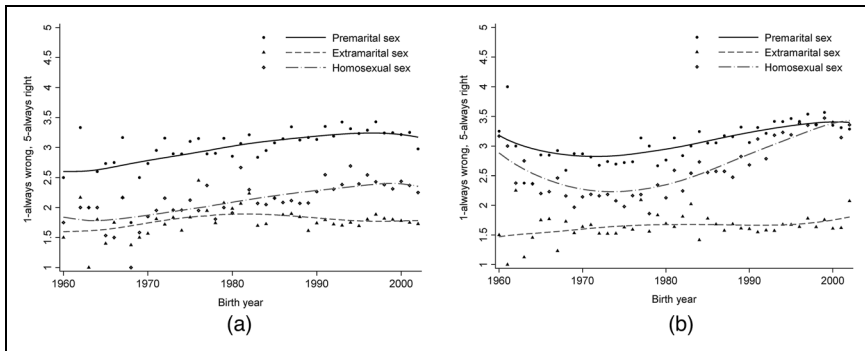 1-always wrong, 5-always right
5
4.5
4
3.5
3
2.5
2
1.5
1
Premarital sex
Extramarital sex
Homosexual sex
1960 1970 1980 1990 2000
Birth year
(a)
1-always wrong, 5-always right
5
4.5
4
3.5
3
2.5
2
1.5
1
Premarital sex
Extramarital sex
Homosexual sex
1960 1970 1980 1990 2000
Birth year
(b)